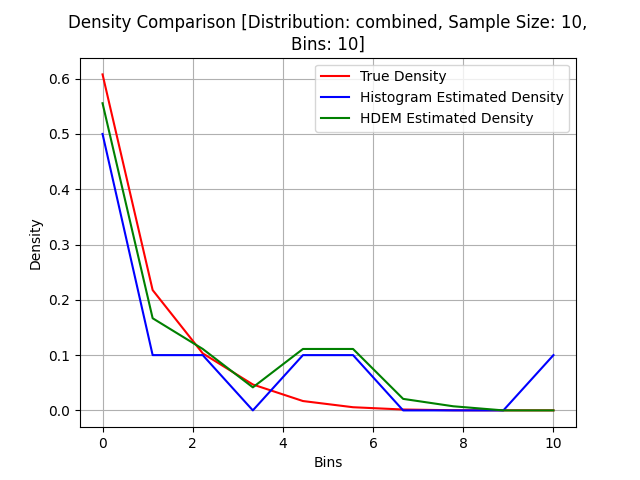 Density Comparison [Distribution: combined, Sample Size: 10,
Bins: 10]
True Density
Histogram Estimated Density
HDEM Estimated Density
Density
0.6
0.5
0.4
0.3
0.2
0.1
0.0
0 2 4 6 8 10
Bins